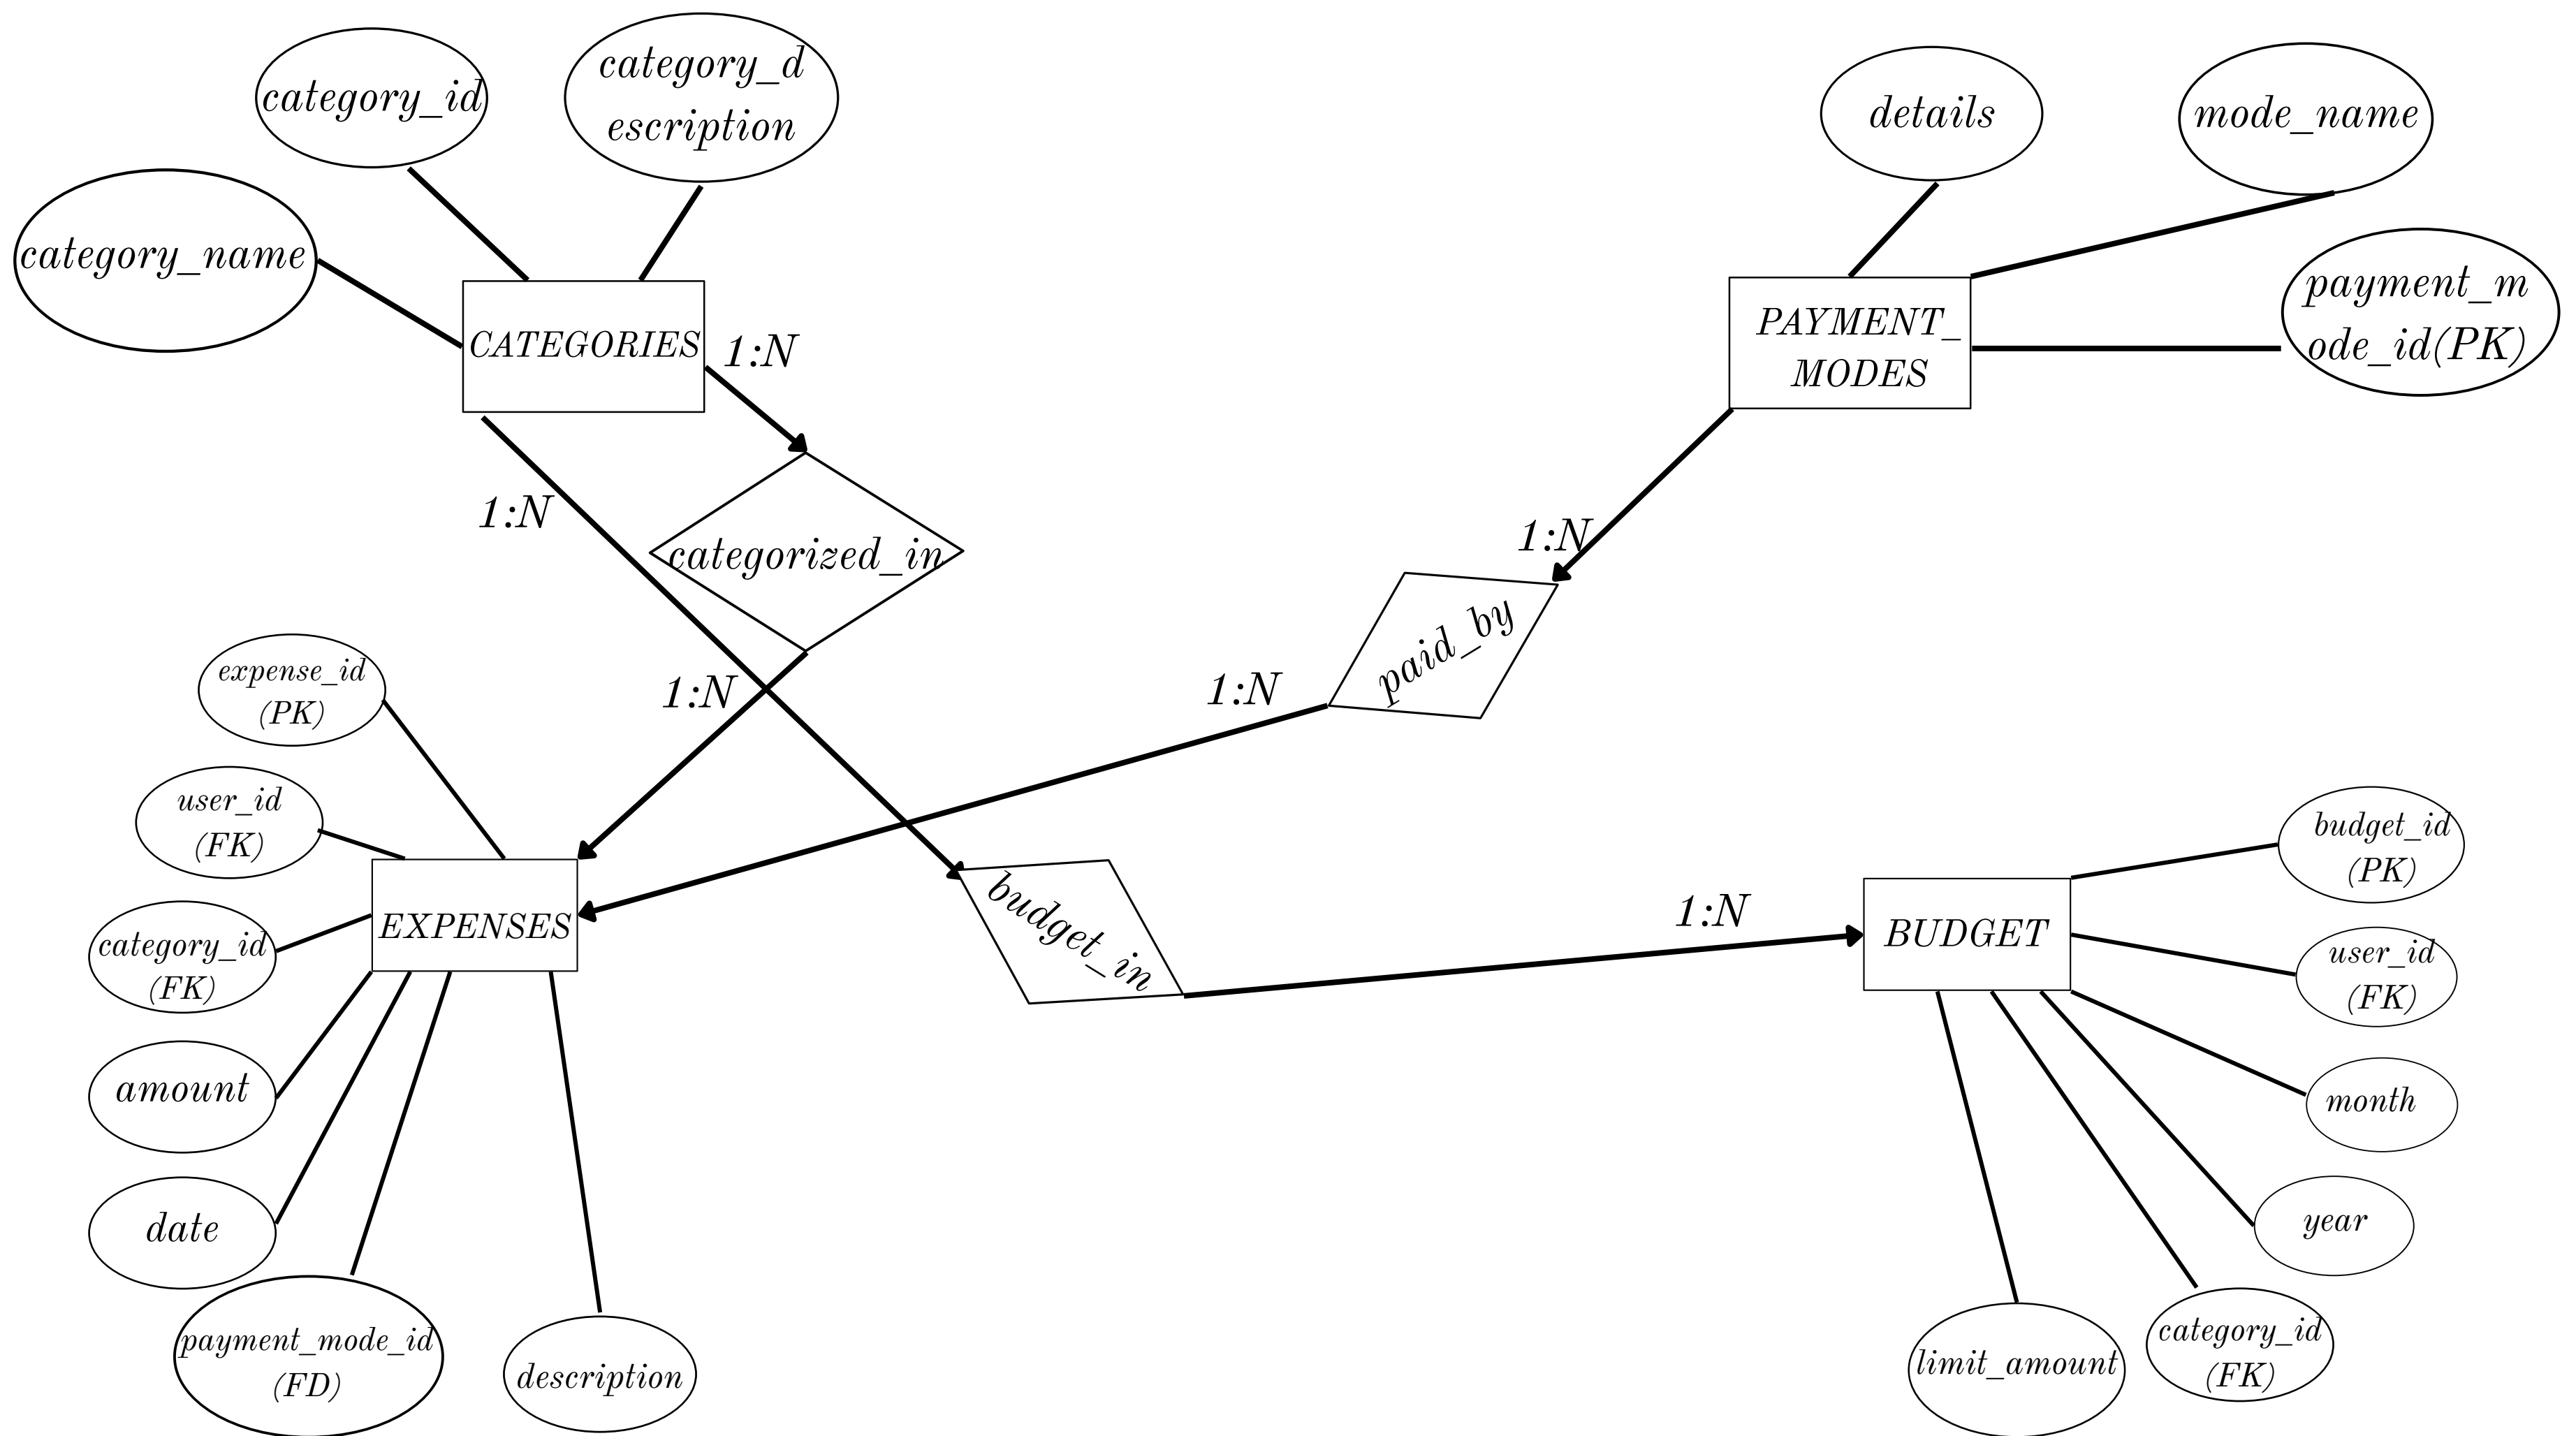 category_id
category_d
escription
category_name
CATEGORIES
details
mode_name
payment_m
ode_id(PK)
PAYMENT_
MODES
1:N
1:N
categorized_in
1:N
1:N
paid_by
1:N
expense_id
(PK)
user_id
(FK)
category_id
(FK)
EXPENSES
amount
date
payment_mode_id
(FD)
description
budget_in
1:N
BUDGET
budget_id
(PK)
user_id
(FK)
month
year
category_id
(FK)
limit_amount